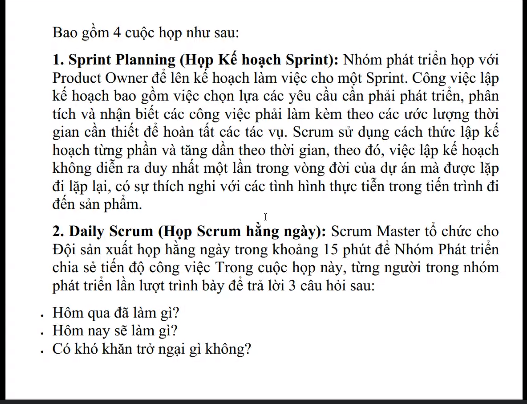 Bao gồm 4 cuộc họp như sau:
1. Sprint Planning (Họp Kế hoạch Sprint): Nhóm phát triển họp với
Product Owner để lên kế hoạch làm việc cho một Sprint. Công việc lập
kế hoạch bao gồm việc chọn lựa các yêu cầu cần phải phát triển, phân
tích và nhận biết các công việc phải làm kèm theo các ước lượng thời
gian cần thiết để hoàn tất các tác vụ. Scrum sử dụng cách thức lập kế
hoạch từng phần và tăng dần theo thời gian, theo đó, việc lập kế hoạch
không diễn ra duy nhất một lần trong vòng đời của dự án mà được lặp
đi lặp lại, có sự thích nghi với các tình hình thực tiễn trong tiến trình đi
đến sản phẩm.
2. Daily Scrum (Họp Scrum hằng ngày): Scrum Master tổ chức cho
Đội sản xuất họp hằng ngày trong khoảng 15 phút để Nhóm Phát triển
chia sẻ tiến độ công việc Trong cuộc họp này, từng người trong nhóm
phát triển lần lượt trình bày để trả lời 3 câu hỏi sau:
. Hôm qua đã làm gì?
. Hôm nay sẽ làm gì?
. Có khó khăn trở ngại gì không?